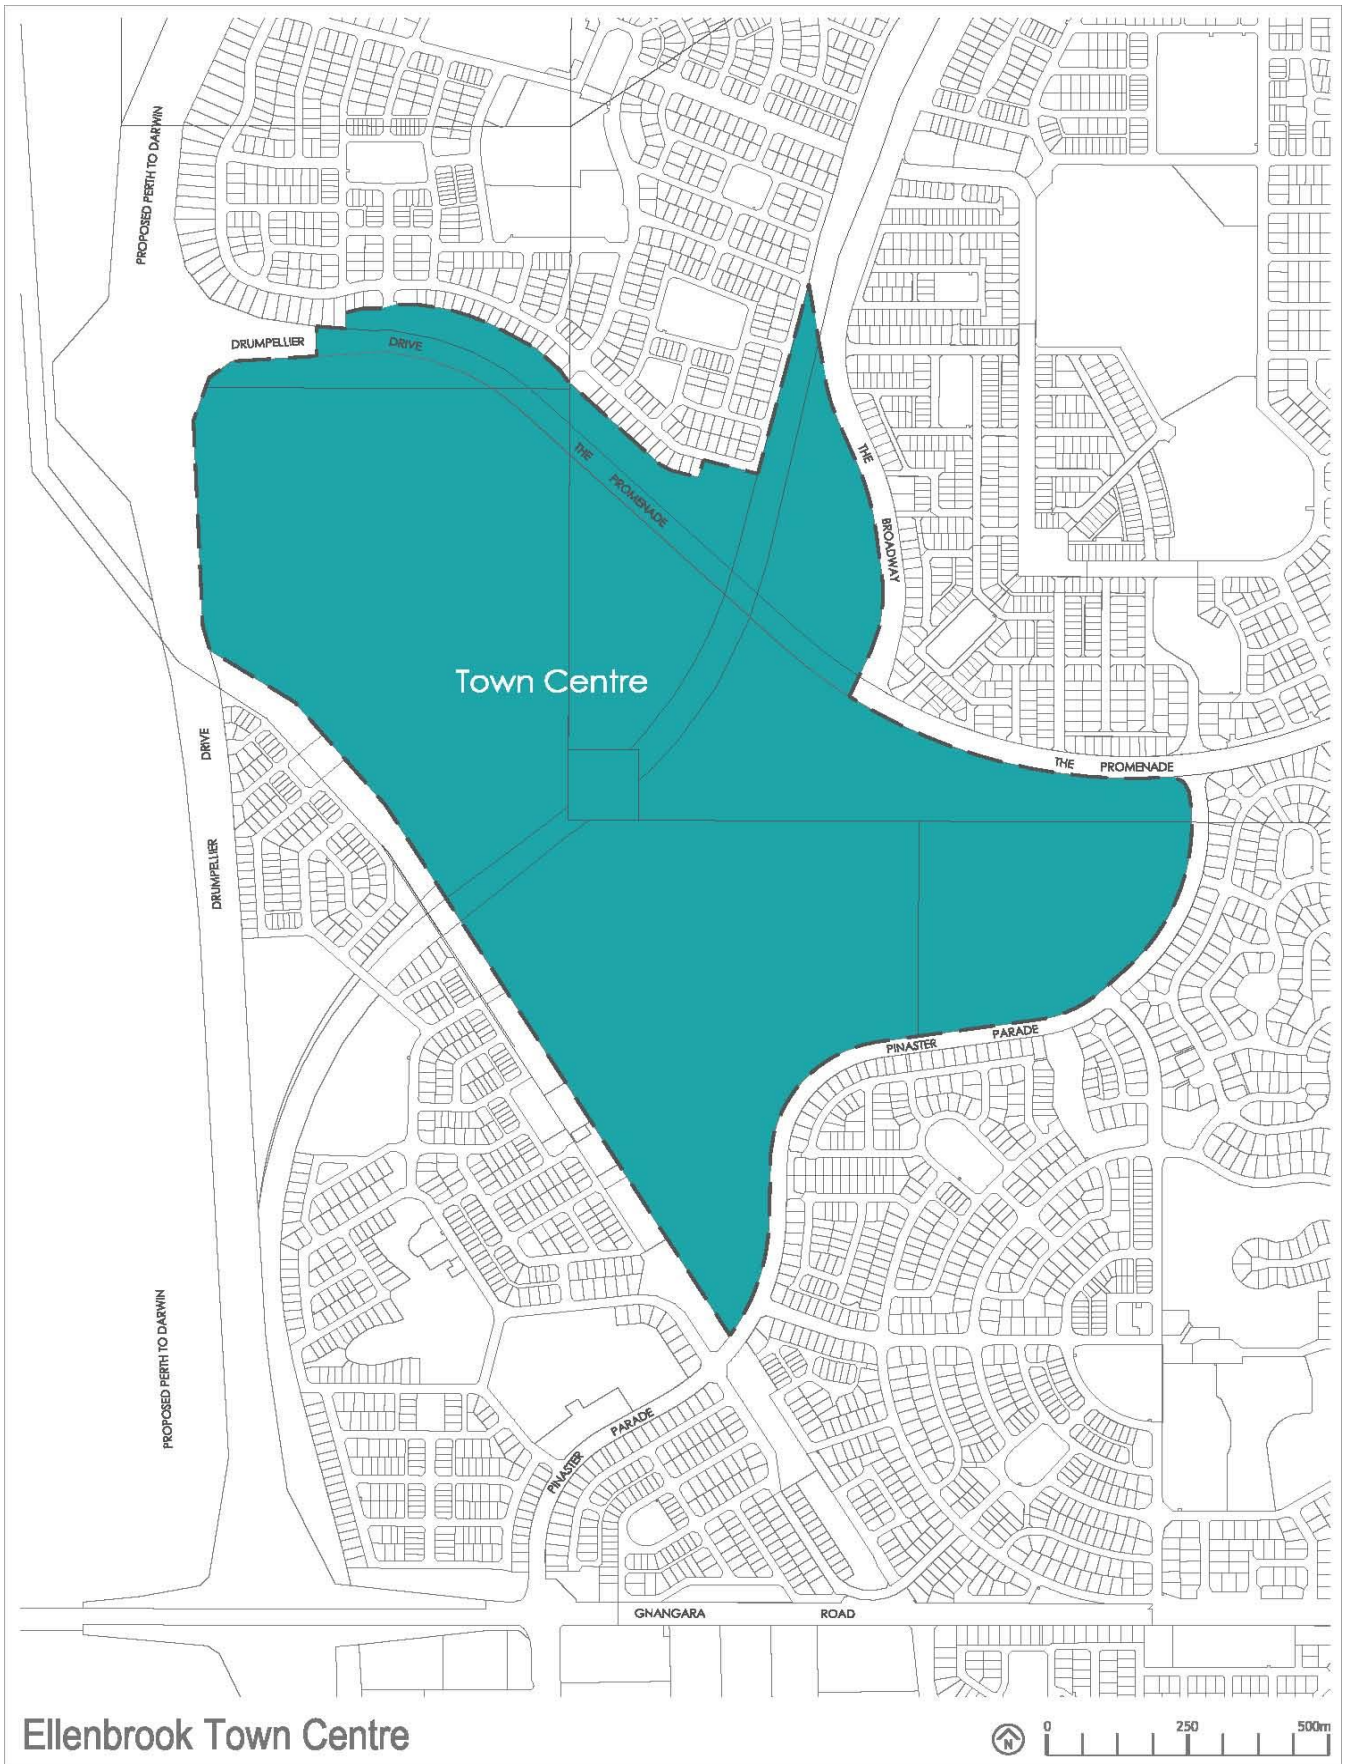 PROPOSED PERTH TO DARWIN
DRUMPELLIER
DRIVE
THE
PROMENADE
THE
BROADWAY
Town Centre
DRIVE
DRUMPELLIER
THE PROMENADE
PINASTER PARADE
PROPOSED PERTH TO DARWIN
PINASTER PARADE
GNANGARA ROAD
Ellenbrook Town Centre
N
0 250 500m